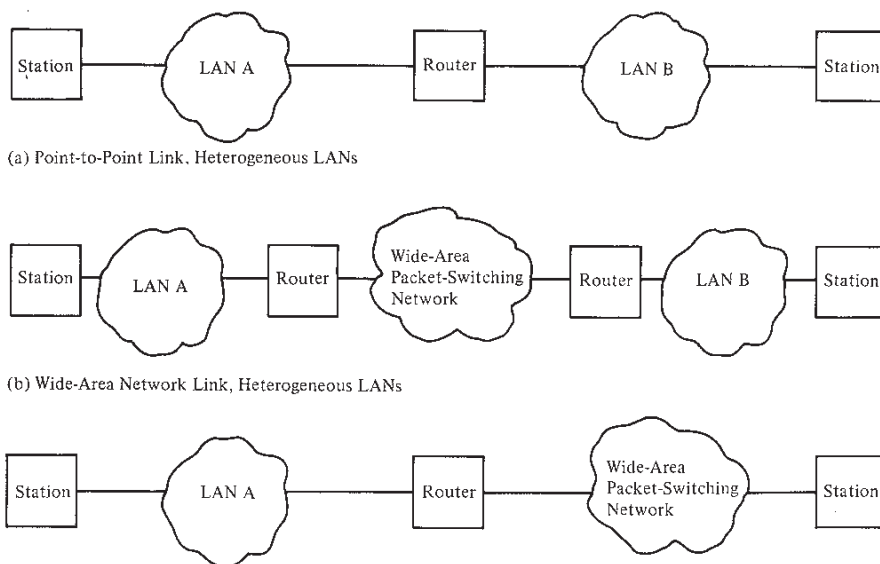 Station
LAN A
Router
LAN B
Station
(a) Point-to-Point Link, Heterogeneous LANs
Station
LAN A
Router
Wide-Area
Packet-Switching
Network
Router
LAN B
Station
(b) Wide-Area Network Link, Heterogeneous LANs
Station
LAN A
Router
Wide-Area
Packet-Switching
Network
Station